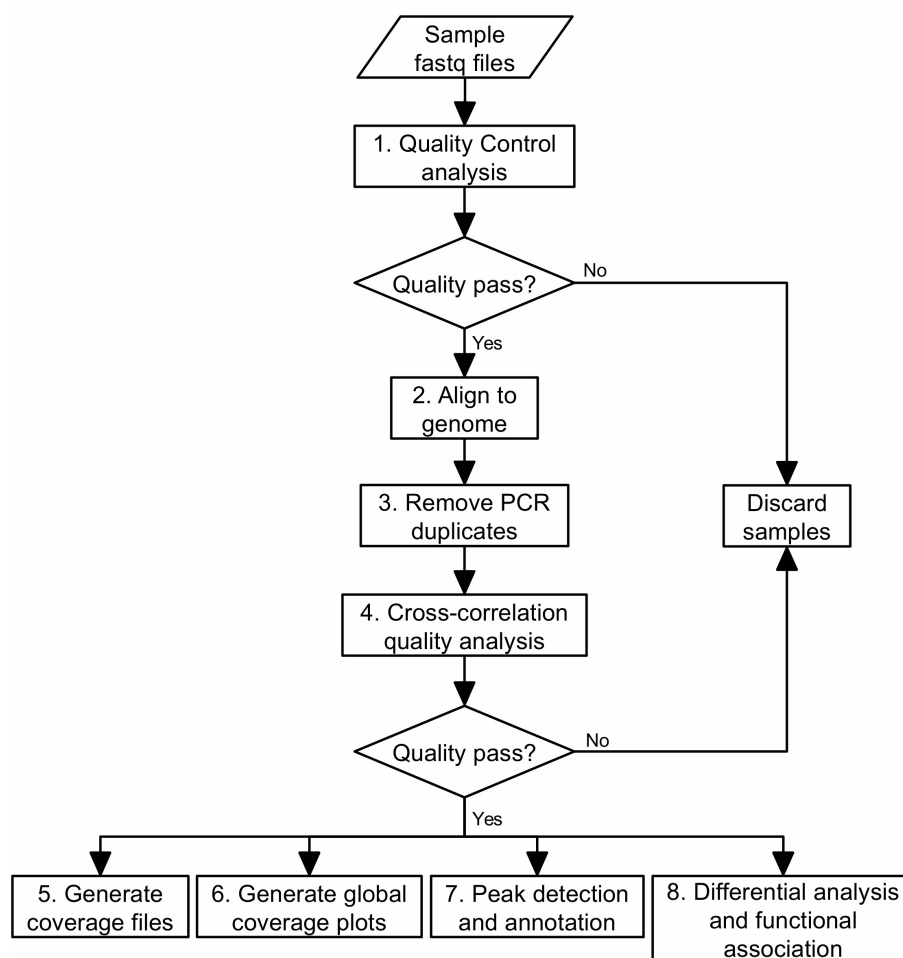 Sample
fastq files
1. Quality Control
analysis
Quality pass?
No
Yes
2. Align to
genome
3. Remove PCR
duplicates
Discard
samples
4. Cross-correlation
quality analysis
Quality pass?
No
Yes
5. Generate
coverage files
6. Generate global
coverage plots
7. Peak detection
and annotation
8. Differential analysis
and functional
association